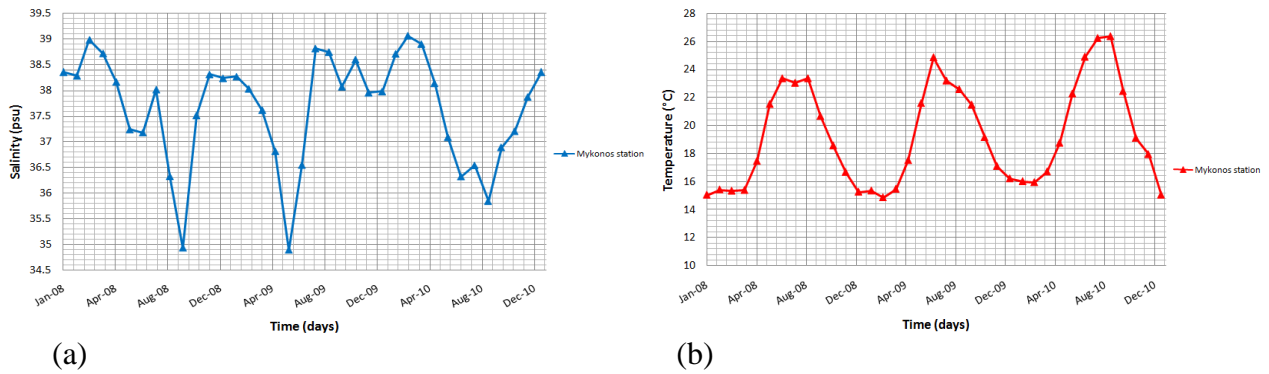 39.5
39
38.5
38
37.5
37
36.5
36
35.5
35
34.5
Salinity (psu)
Jan-08 Apr-08 Aug-08 Dec-08 Apr-09 Aug-09 Dec-09 Apr-10 Aug-10 Dec-10
Time (days)
Mykonos station
(a)
28
26
24
22
20
18
16
14
12
10
Temperature (°C)
Jan-08 Apr-08 Aug-08 Dec-08 Apr-09 Aug-09 Dec-09 Apr-10 Aug-10 Dec-10
Time (days)
Mykonos station
(b)